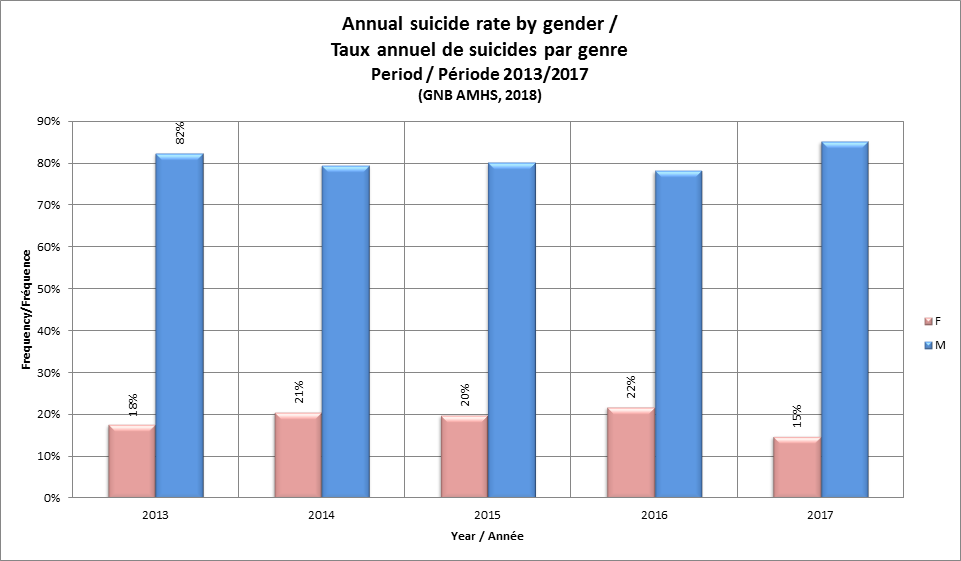 Annual suicide rate by gender /
Taux annuel de suicides par genre
Period / Période 2013/2017
(GNB AMHS, 2018)
90%
80%
70%
60%
50%
40%
30%
20%
10%
0%
Frequency/Fréquence
18%
82%
21%
20%
22%
15%
2013
2014
2015
2016
2017
Year / Année
F
M